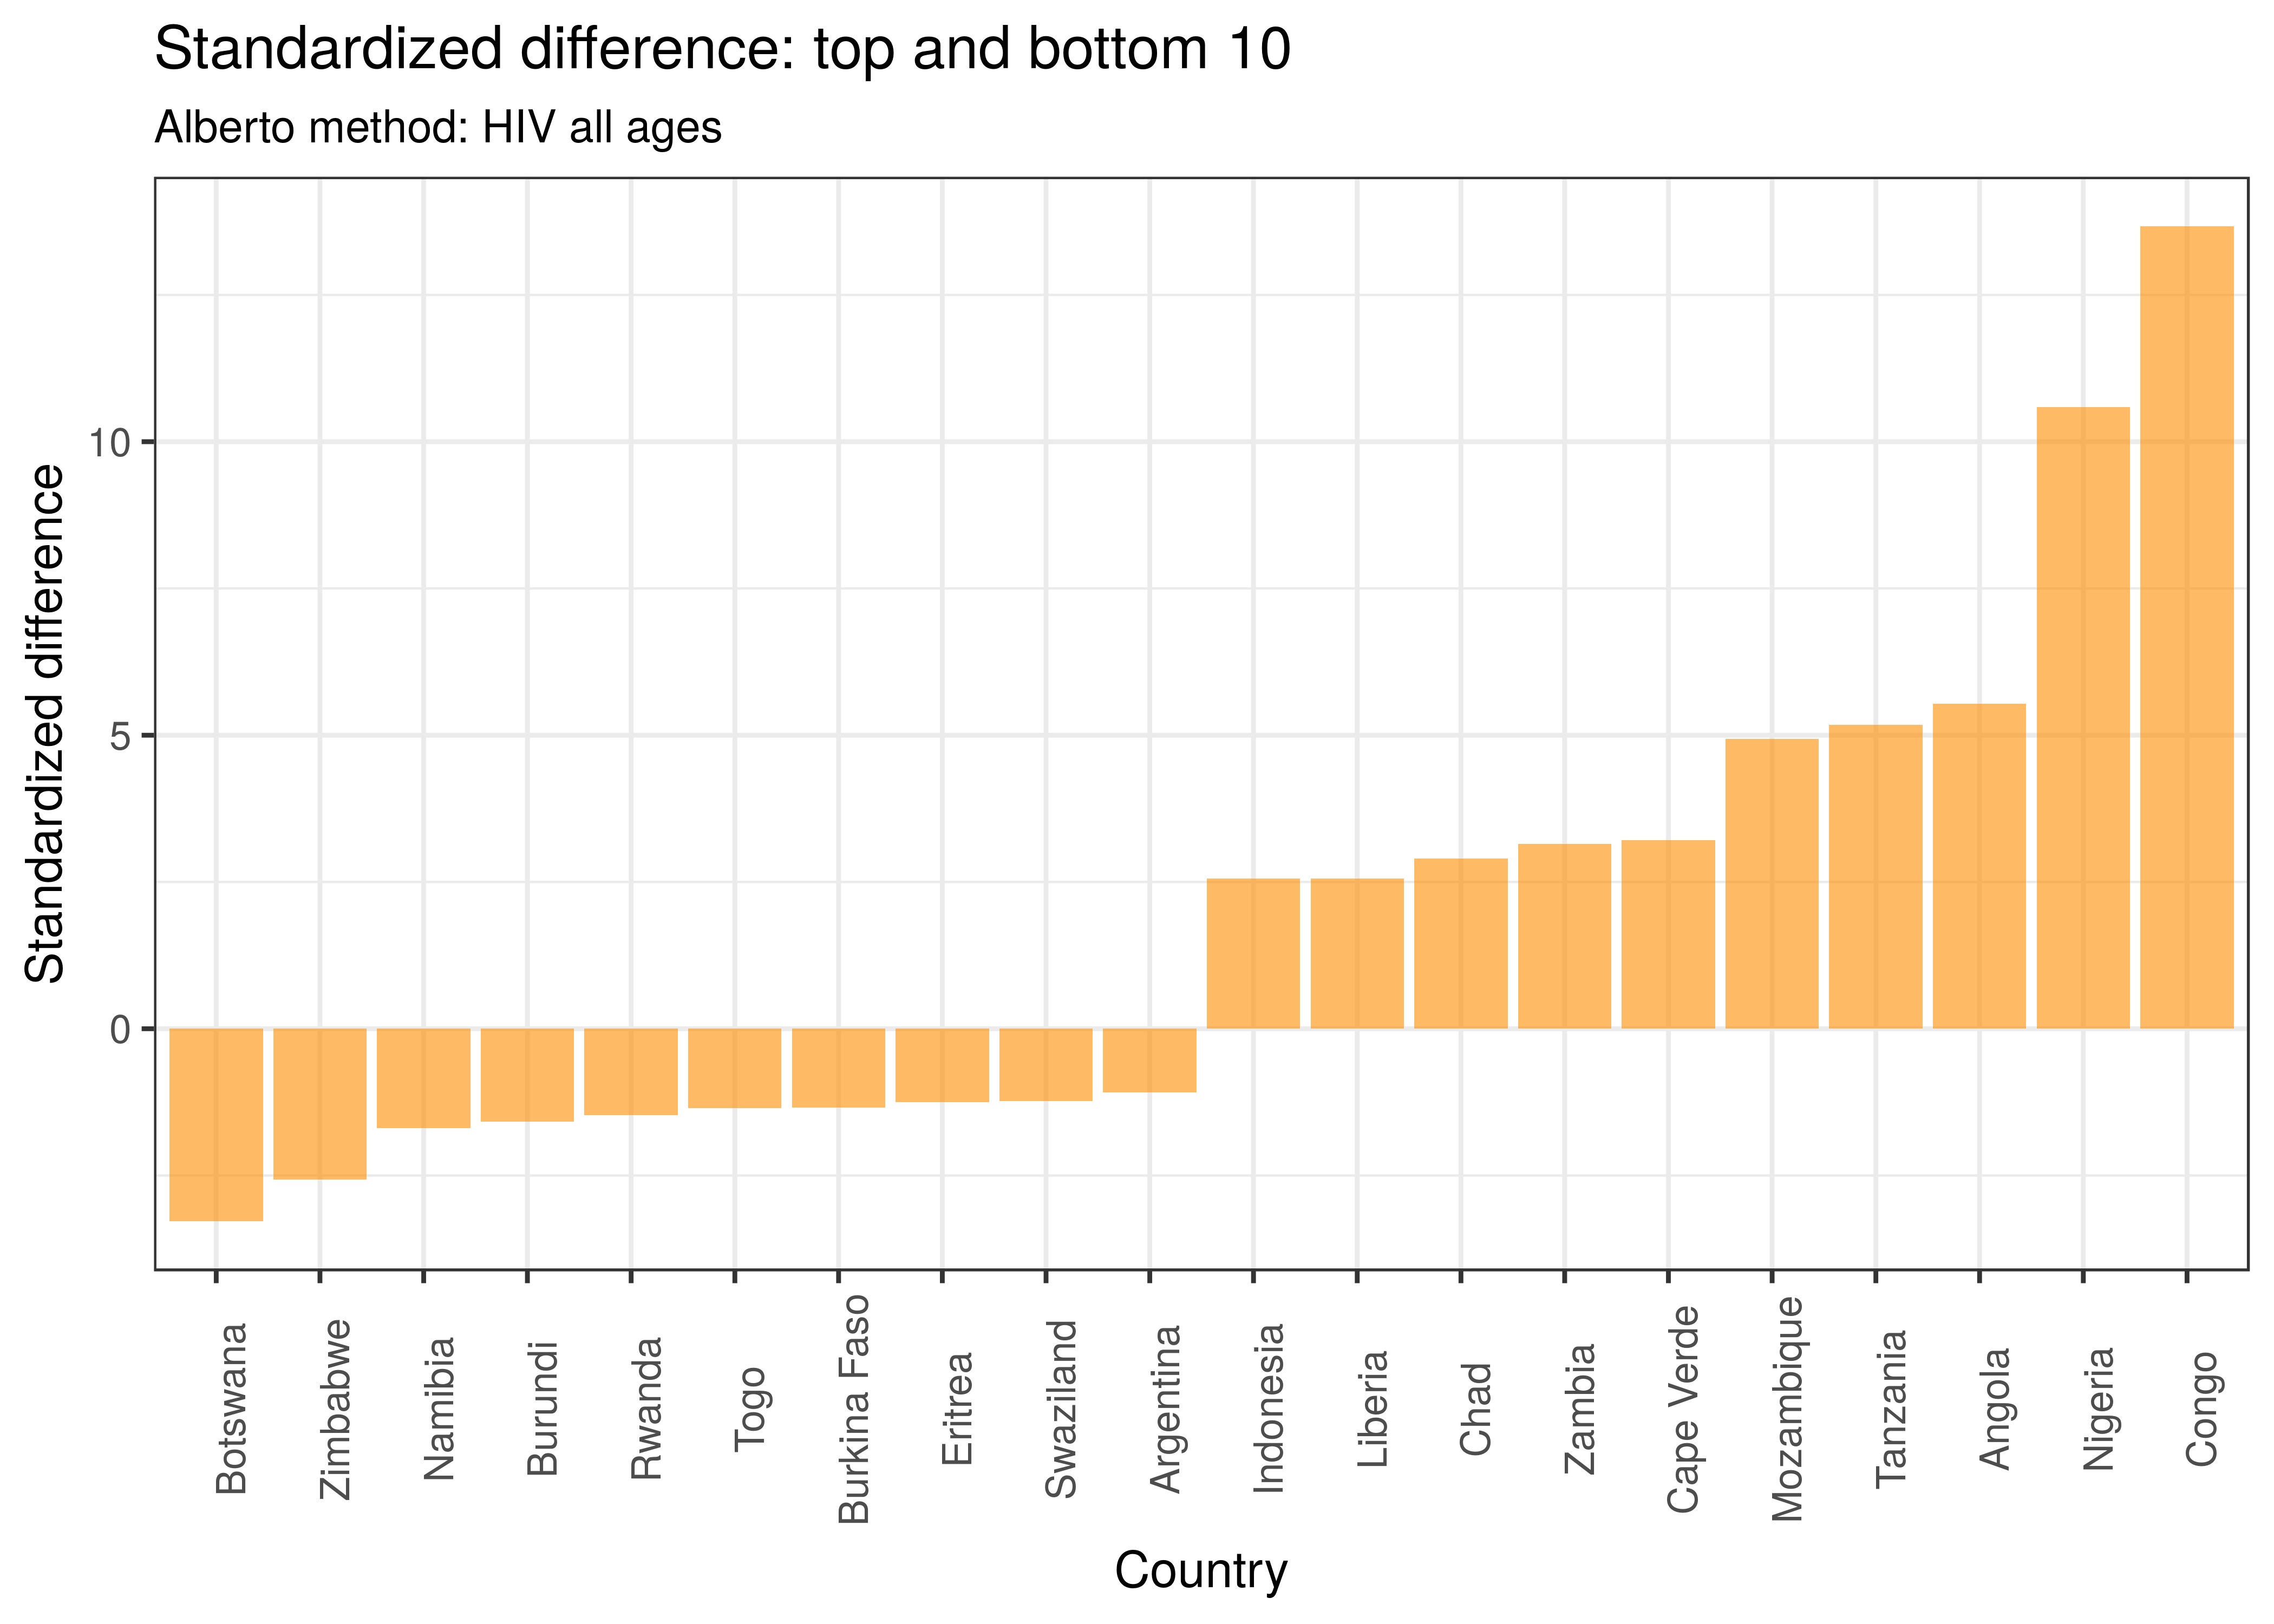 Standardized difference: top and bottom 10
Alberto method: HIV all ages
Standardized difference
10
5
0
Botswana
Zimbabwe
Namibia
Burundi
Rwanda
Togo
Burkina Faso
Eritrea
Swaziland
Argentina
Indonesia
Liberia
Chad
Zambia
Cape Verde
Mozambique
Tanzania
Angola
Nigeria
Congo
Country